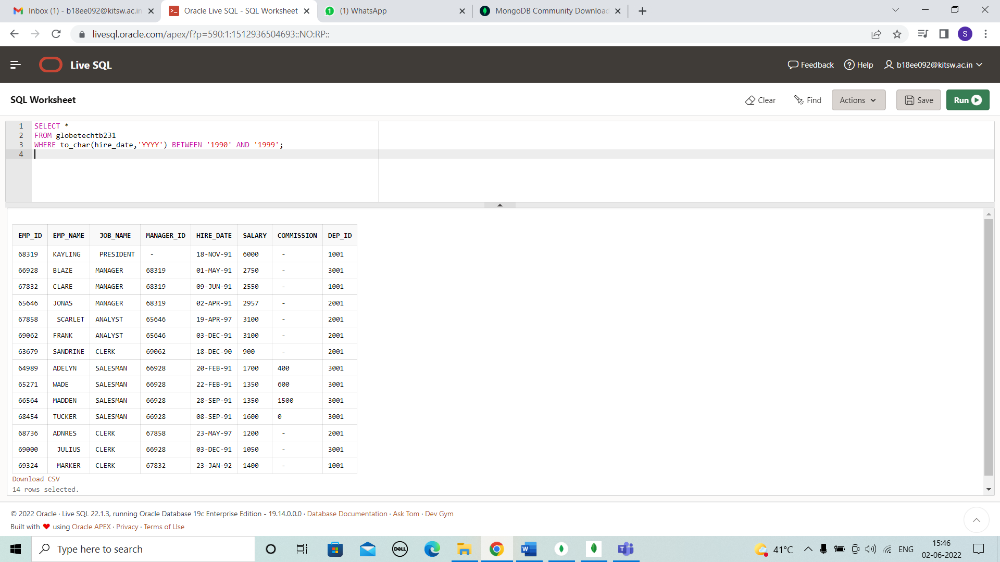 Inbox (1) - b18ee092@kitsw.ac.in
Oracle Live SQL - SQL Worksheet
(1) WhatsApp
MongoDB Community Download
livesql.oracle.com/apex/f?p=590:1:1512936504693::NO:RP::
S
Live SQL
Feedback
Help
b18ee092@kitsw.ac.in
SQL Worksheet
Clear
Find
Actions
Save
Run
1 SELECT *
2 FROM globetechtb231
3 WHERE to_char(hire_date,'YYYY') BETWEEN '1990' AND '1999';
4
EMP_ID EMP_NAME JOB_NAME MANAGER_ID HIRE_DATE SALARY COMMISSION DEP_ID
68319 KAYLING PRESIDENT - 18-NOV-91 6000 - 1001
66928 BLAZE MANAGER 68319 01-MAY-91 2750 - 3001
67832 CLARE MANAGER 68319 09-JUN-91 2550 - 1001
65646 JONAS MANAGER 68319 02-APR-91 2957 - 2001
67858 SCARLET ANALYST 65646 19-APR-97 3100 - 2001
69062 FRANK ANALYST 65646 03-DEC-91 3100 - 2001
63679 SANDRINE CLERK 69062 18-DEC-90 900 - 2001
64989 ADELYN SALESMAN 66928 20-FEB-91 1700 400 3001
65271 WADE SALESMAN 66928 22-FEB-91 1350 600 3001
66564 MADDEN SALESMAN 66928 28-SEP-91 1350 1500 3001
68454 TUCKER SALESMAN 66928 08-SEP-91 1600 0 3001
68736 ADNRES CLERK 67858 23-MAY-97 1200 - 2001
69000 JULIUS CLERK 66928 03-DEC-91 1050 - 3001
69324 MARKER CLERK 67832 23-JAN-92 1400 - 1001
Download CSV
14 rows selected.
© 2022 Oracle · Live SQL 22.1.3, running Oracle Database 19c Enterprise Edition - 19.14.0.0.0 · Database Documentation · Ask Tom · Dev Gym
Built with ❤ using Oracle APEX · Privacy · Terms of Use
Type here to search
DELL
W
41°C
ENG
15:46
02-06-2022